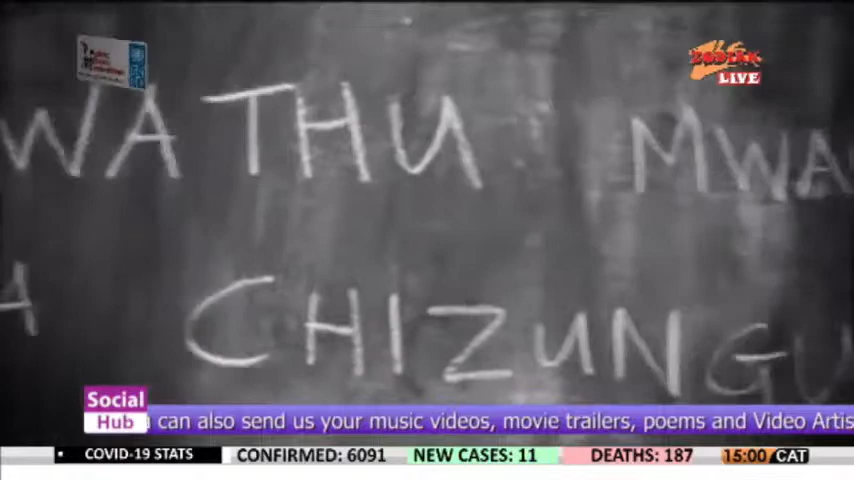 ZODIAK
LIVE
WATHU MWA
A
CHIZUNGU
Social
Hub
can also send us your music videos, movie trailers, poems and Video Artis
COVID-19 STATS CONFIRMED: 6091 NEW CASES: 11 DEATHS: 187 15:00 CAT